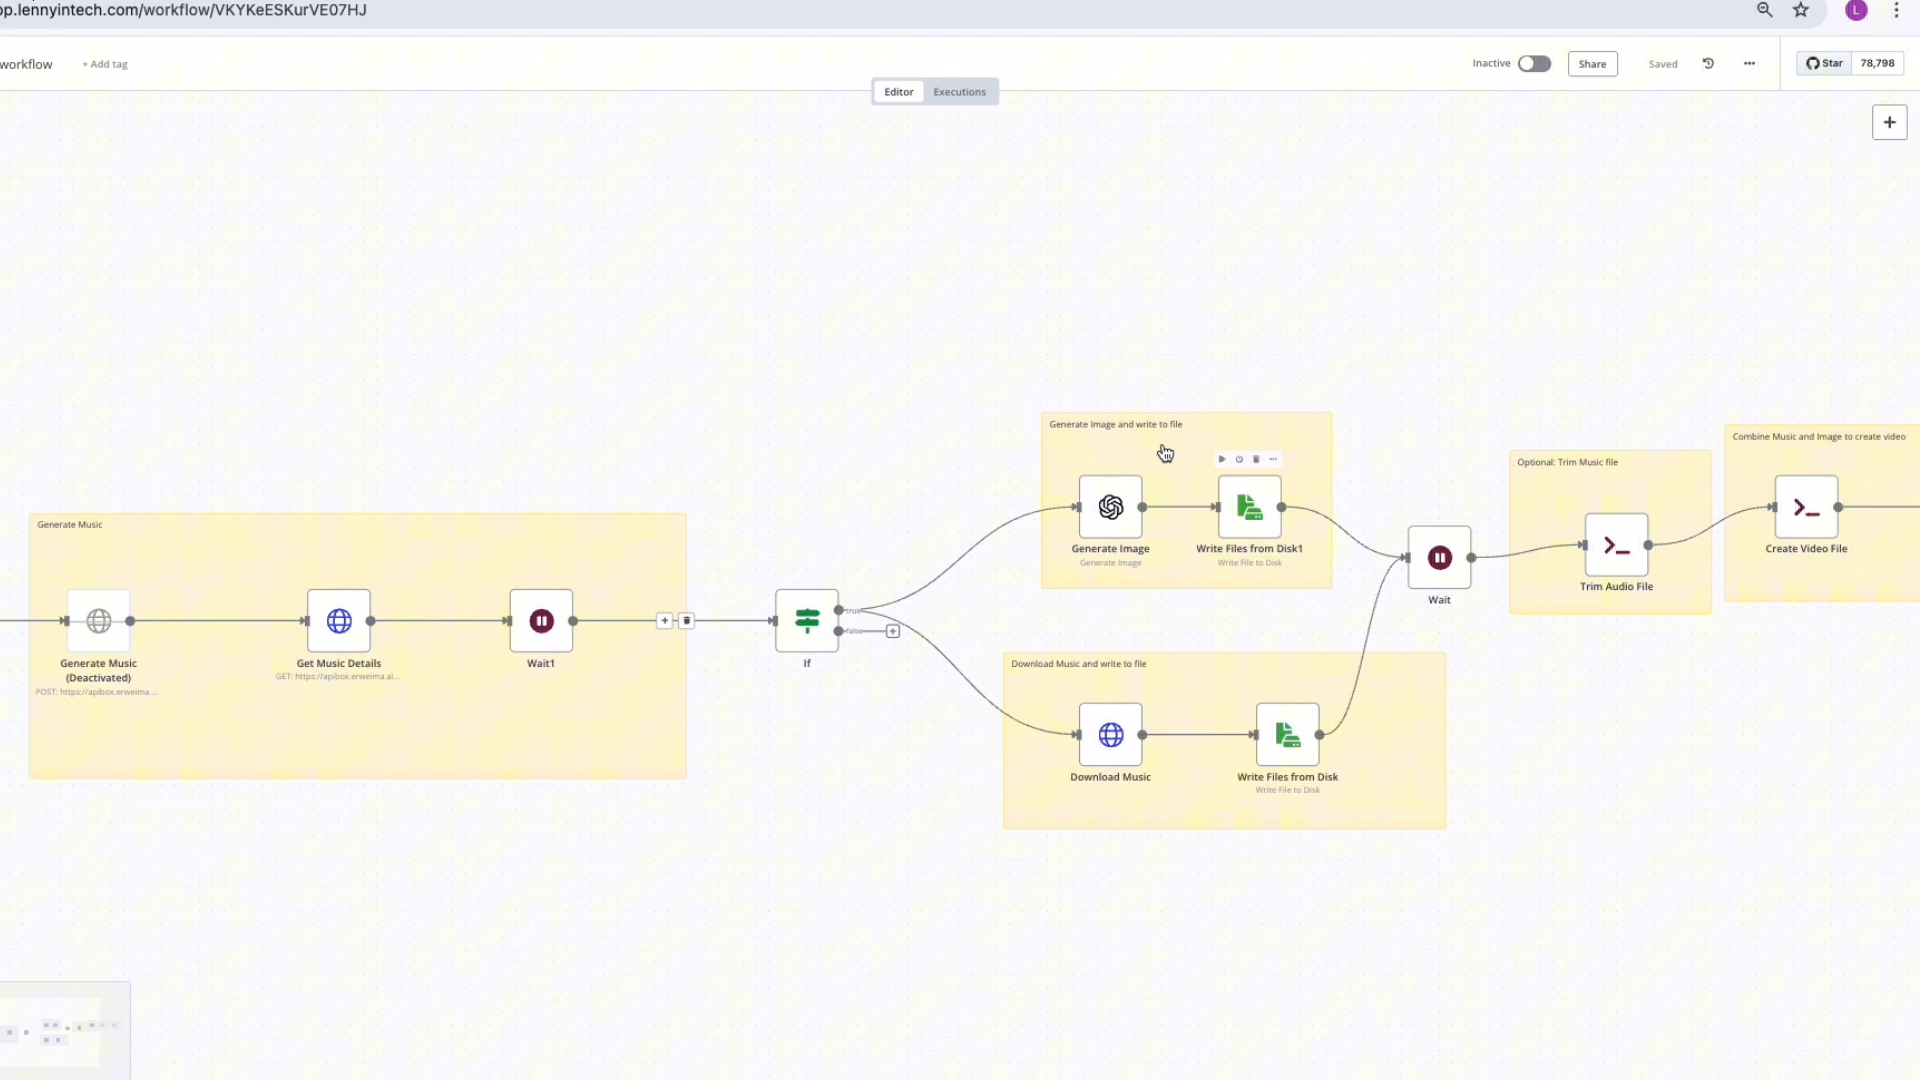 op.lennyintech.com/workflow/VKYKeESKurVE07HJ
L
workflow
+ Add tag
Inactive
Share
Saved
Star
78,798
Editor
Executions
Generate Image and write to file
Combine Music and Image to create video
Optional: Trim Music file
Generate Music
Generate Image
Generate Image
Write Files from Disk1
Write File to Disk
Create Video File
Trim Audio File
Wait
true
false
Generate Music
(Deactivated)
POST: https://apibox.erweima....
Get Music Details
GET: https://apibox.erweima.ai...
Wait1
If
Download Music and write to file
Download Music
Write Files from Disk
Write File to Disk